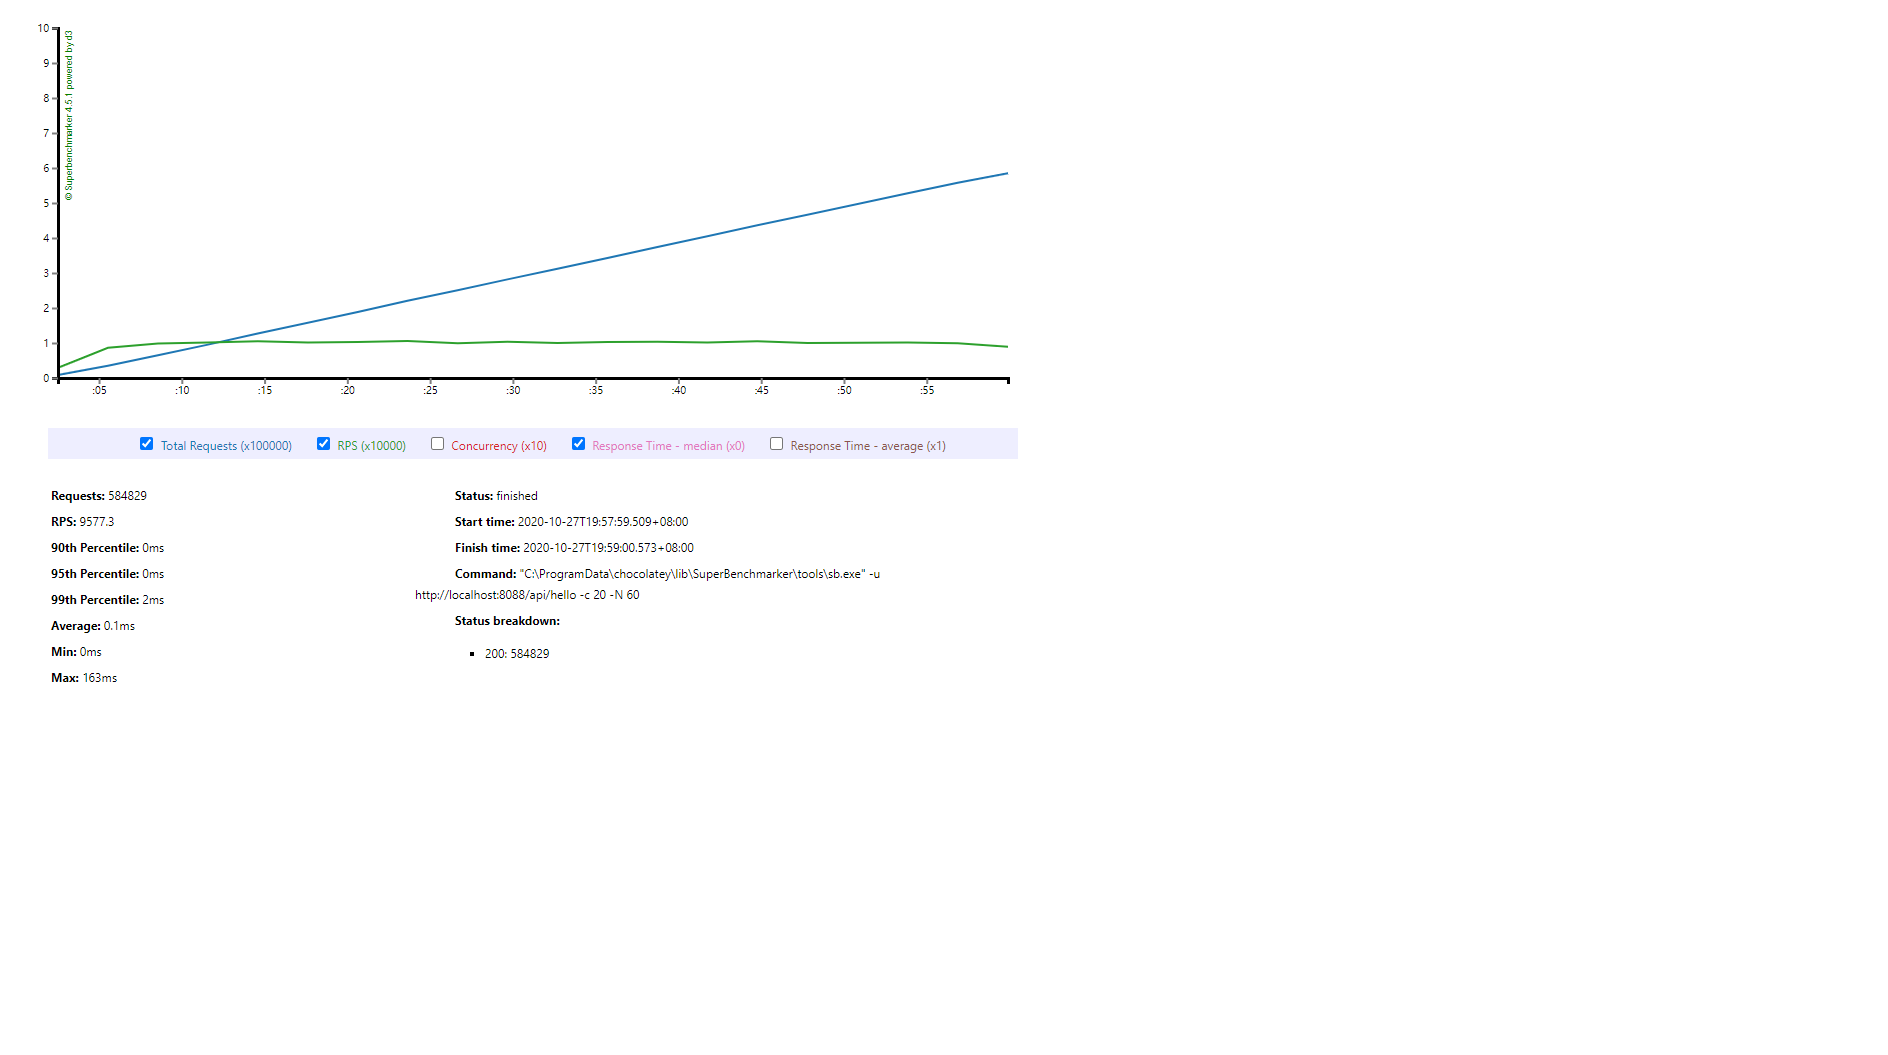 10
9
8
7
6
5
4
3
2
1
0
© Superbenchmarker 4.5.1 powered by d3
:05 :10 :15 :20 :25 :30 :35 :40 :45 :50 :55
Total Requests (x100000) RPS (x10000) Concurrency (x10) Response Time - median (x0) Response Time - average (x1)
Requests: 584829
RPS: 9577.3
90th Percentile: 0ms
95th Percentile: 0ms
99th Percentile: 2ms
Average: 0.1ms
Min: 0ms
Max: 163ms
Status: finished
Start time: 2020-10-27T19:57:59.509+08:00
Finish time: 2020-10-27T19:59:00.573+08:00
Command: "C:\ProgramData\chocolatey\lib\SuperBenchmarker\tools\sb.exe" -u
http://localhost:8088/api/hello -c 20 -N 60
Status breakdown:
200: 584829